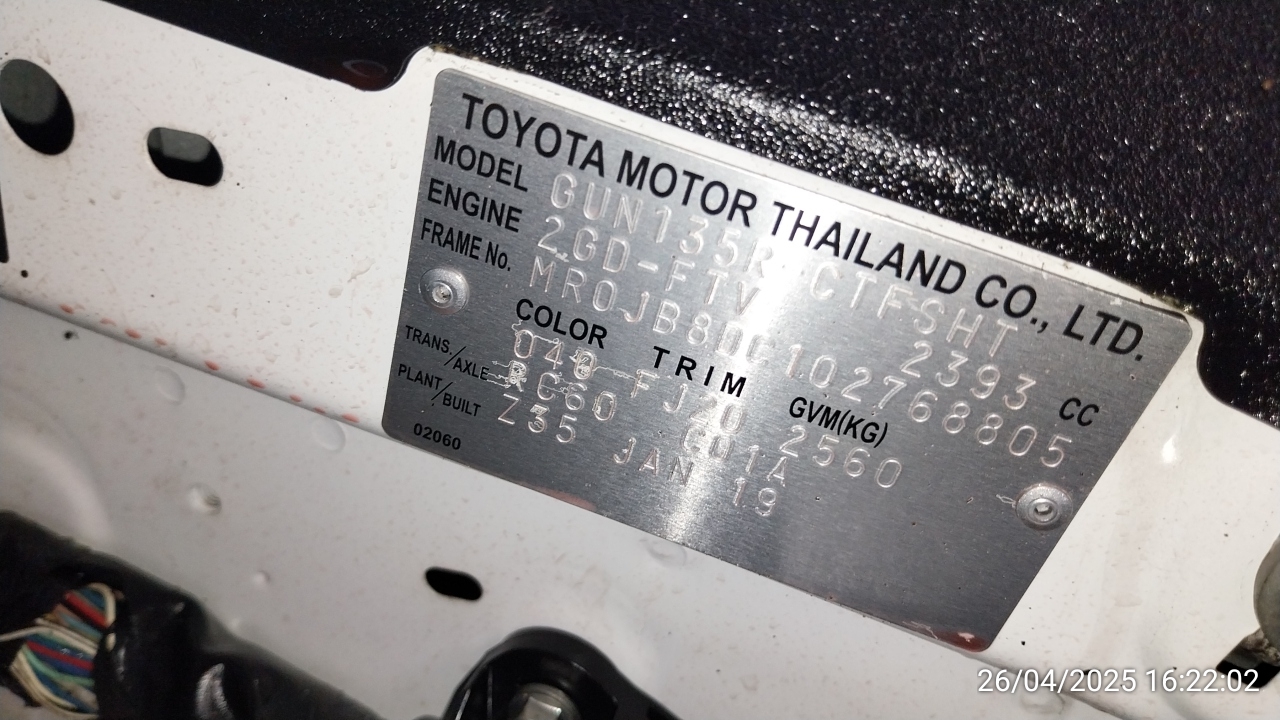 TOYOTA MOTOR THAILAND CO., LTD.
MODEL GUN135R-CTFSHT
ENGINE 2GD-FTV 2393 CC
FRAME No. MR0JB8DC102768805
COLOR TRIM GVM(KG)
040 FJ20 2560
TRANS./AXLE RC60 G01A
PLANT/BUILT Z35 JAN 19
02060
26/04/2025 16:22:02